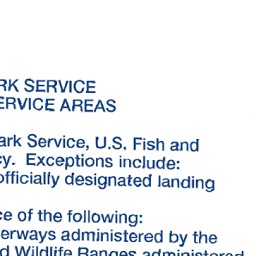 RK SERVICE
ERVICE AREAS
ark Service, U.S. Fish and
cy. Exceptions include:
officially designated landing
ce of the following:
erways administered by the
d Wildlife Ranges administered